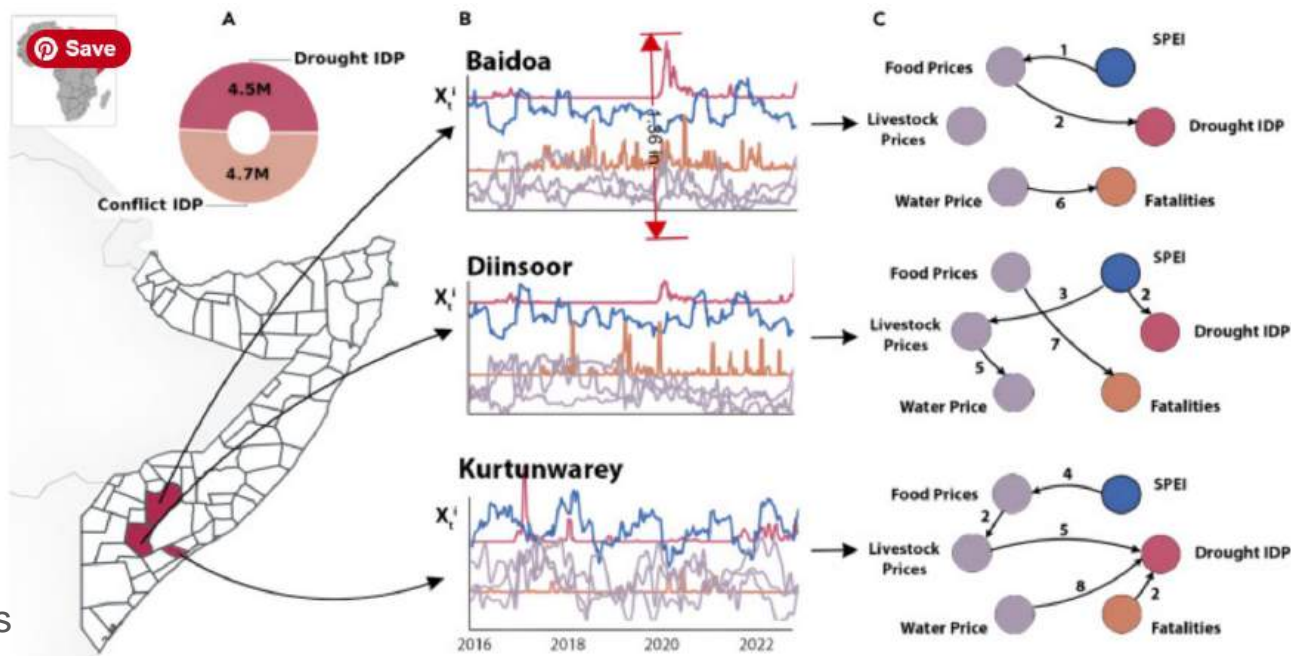 A
B
C
Save
Drought IDP
4.5M
4.7M
Conflict IDP
s
Baidoa
X_t^i
1.36 in
Diinsoor
X_t^i
Kurtunwarey
X_t^i
2016 2018 2020 2022
SPEI
1
Food Prices
2
Livestock
Prices
Drought IDP
Water Price
6
Fatalities
SPEI
Food Prices
3
2
Livestock
Prices
Drought IDP
7
5
Water Price
Fatalities
4
SPEI
Food Prices
2
5
Livestock
Prices
Drought IDP
8
2
Water Price
Fatalities